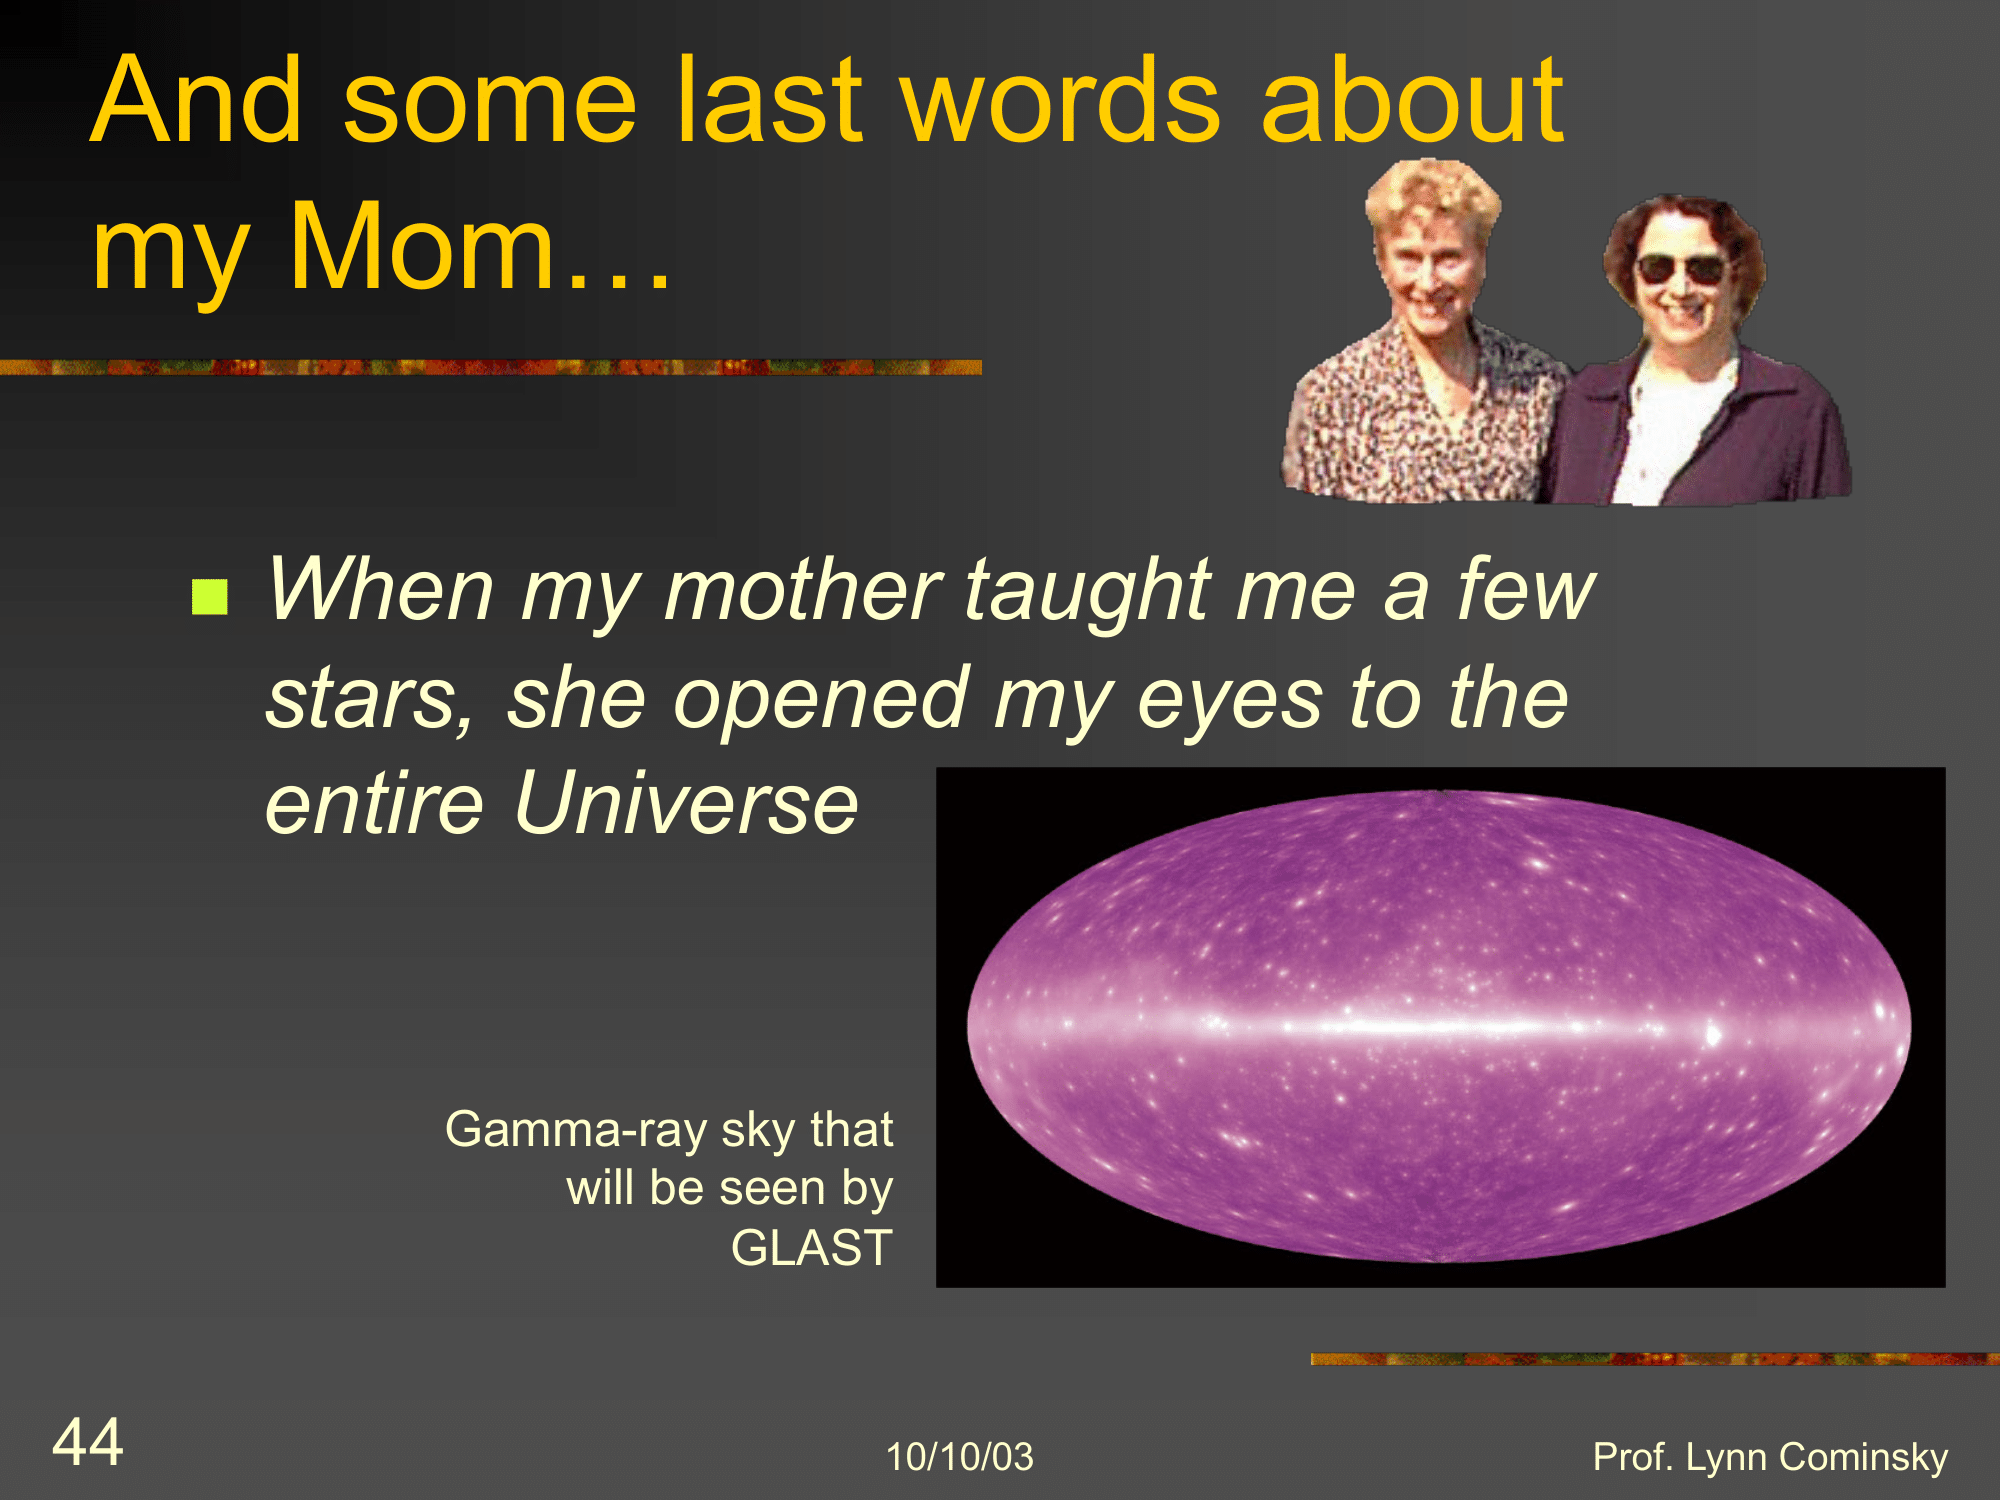 And some last words about
my Mom…
When my mother taught me a few
stars, she opened my eyes to the
entire Universe
Gamma-ray sky that
will be seen by
GLAST
44
10/10/03
Prof. Lynn Cominsky